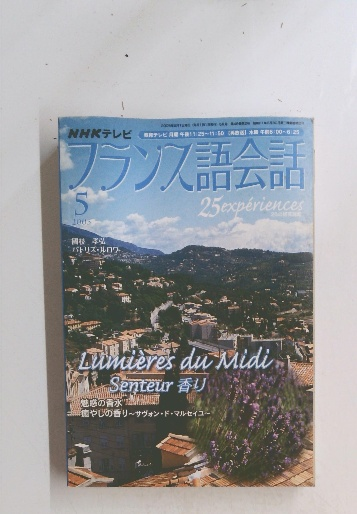 NHKテレビ
フランス語会話
5
25expériences
國枝 孝弘
パトリス・ルロワ
Lumières du Midi
Senteur 香り
魅惑の香水
癒やしの香り〜サヴォン・ド・マルセイユ〜